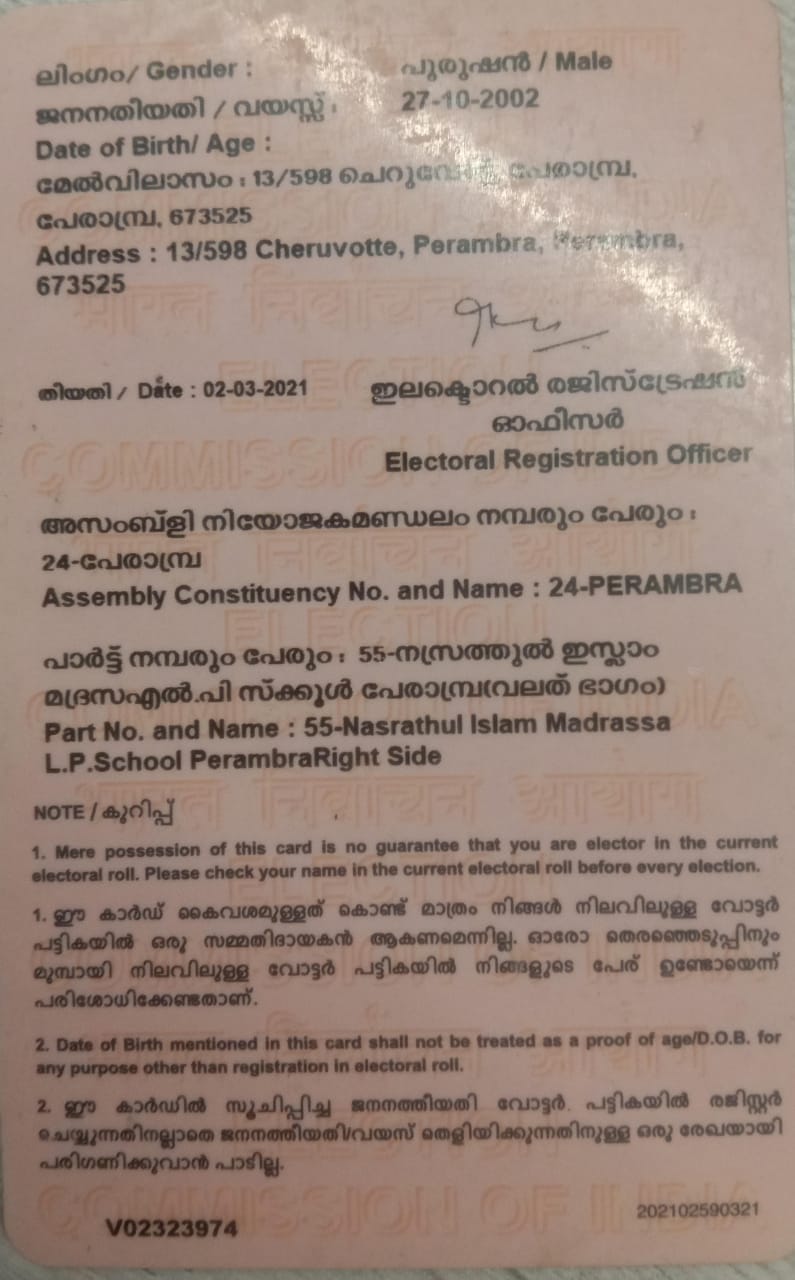 ലിംഗം/ Gender : പുരുഷൻ / Male
ജനനതിയതി / വയസ്സ് : 27-10-2002
Date of Birth/ Age :
മേൽവിലാസം : 13/598 പേരാമ്പ്ര,
പേരാമ്പ്ര, 673525
Address : 13/598 Cheruvotte, Perambra, Perambra,
673525
തിയതി / Date : 02-03-2021
ഇലക്ടൊറൽ രജിസ്ട്രേഷൻ
ഓഫീസർ
Electoral Registration Officer
അസംബ്ളി നിയോജകമണ്ഡലം നമ്പരും പേരും :
24-പേരാമ്പ്ര
Assembly Constituency No. and Name : 24-PERAMBRA
പാർട്ട് നമ്പരും പേരും : 55-നസ്രത്തുൽ ഇസ്ലാം
മദ്രസഎൽ.പി സ്ക്കൂൾ പേരാമ്പ്ര(വലത് ഭാഗം)
Part No. and Name : 55-Nasrathul Islam Madrassa
L.P.School PerambraRight Side
NOTE / കുറിപ്പ്
1. Mere possession of this card is no guarantee that you are elector in the current
electoral roll. Please check your name in the current electoral roll before every election.
1. ഈ കാർഡ് കൈവശമുള്ളത് കൊണ്ട് മാത്രം നിങ്ങൾ നിലവിലുള്ള വോട്ടർ
പട്ടികയിൽ ഒരു സമ്മതിദായകൻ ആകണമെന്നില്ല. ഓരോ തെരഞ്ഞെടുപ്പിനും
മുമ്പായി നിലവിലുള്ള വോട്ടർ പട്ടികയിൽ നിങ്ങളുടെ പേര് ഉണ്ടോയെന്ന്
പരിശോധിക്കേണ്ടതാണ്.
2. Date of Birth mentioned in this card shall not be treated as a proof of age/D.O.B. for
any purpose other than registration in electoral roll.
2. ഈ കാർഡിൽ സൂചിപ്പിച്ച ജനനത്തിയതി വോട്ടർ പട്ടികയിൽ രജിസ്റ്റർ
ചെയ്യുന്നതിനല്ലാതെ ജനനത്തിയതി/വയസ് തെളിയിക്കുന്നതിനുള്ള ഒരു രേഖയായി
പരിഗണിക്കുവാൻ പാടില്ല.
V02323974 202102590321